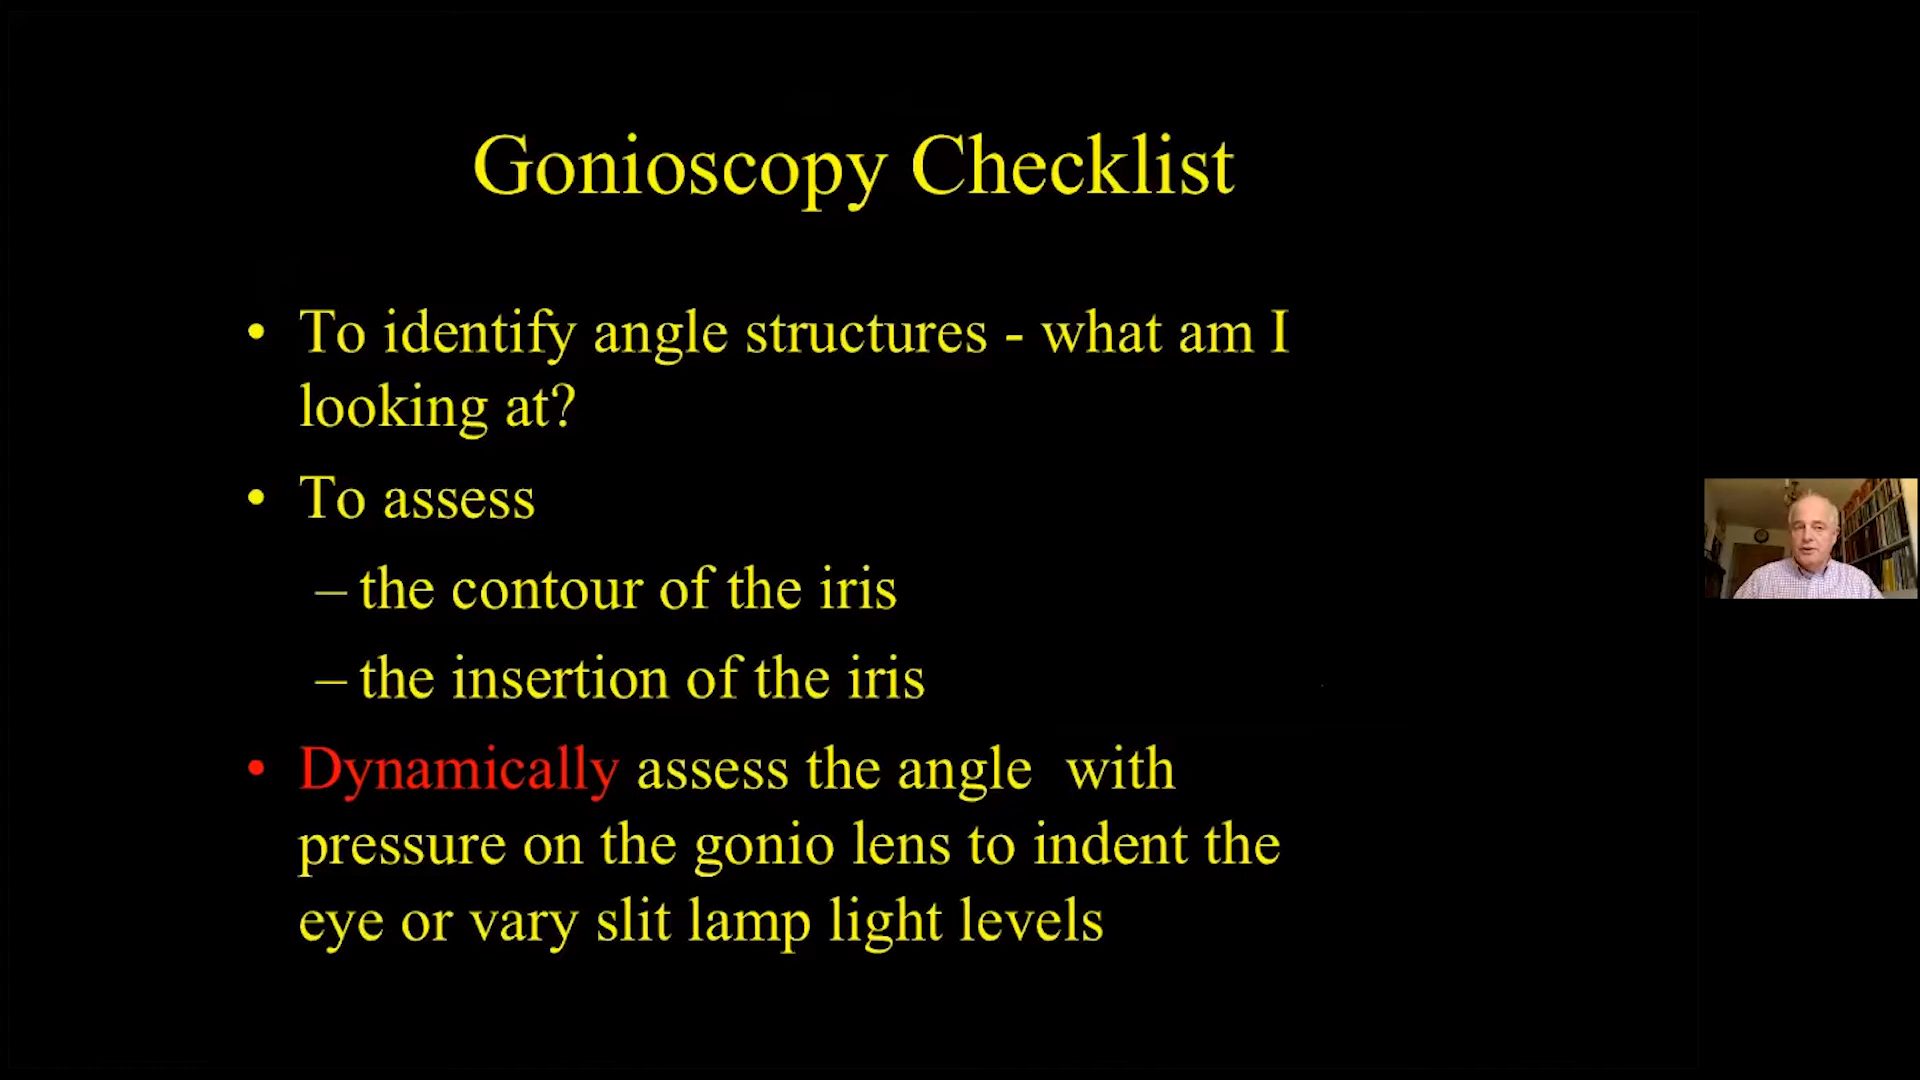 Gonioscopy Checklist
• To identify angle structures - what am I
looking at?
• To assess
– the contour of the iris
– the insertion of the iris
• Dynamically assess the angle  with
pressure on the gonio lens to indent the
eye or vary slit lamp light levels